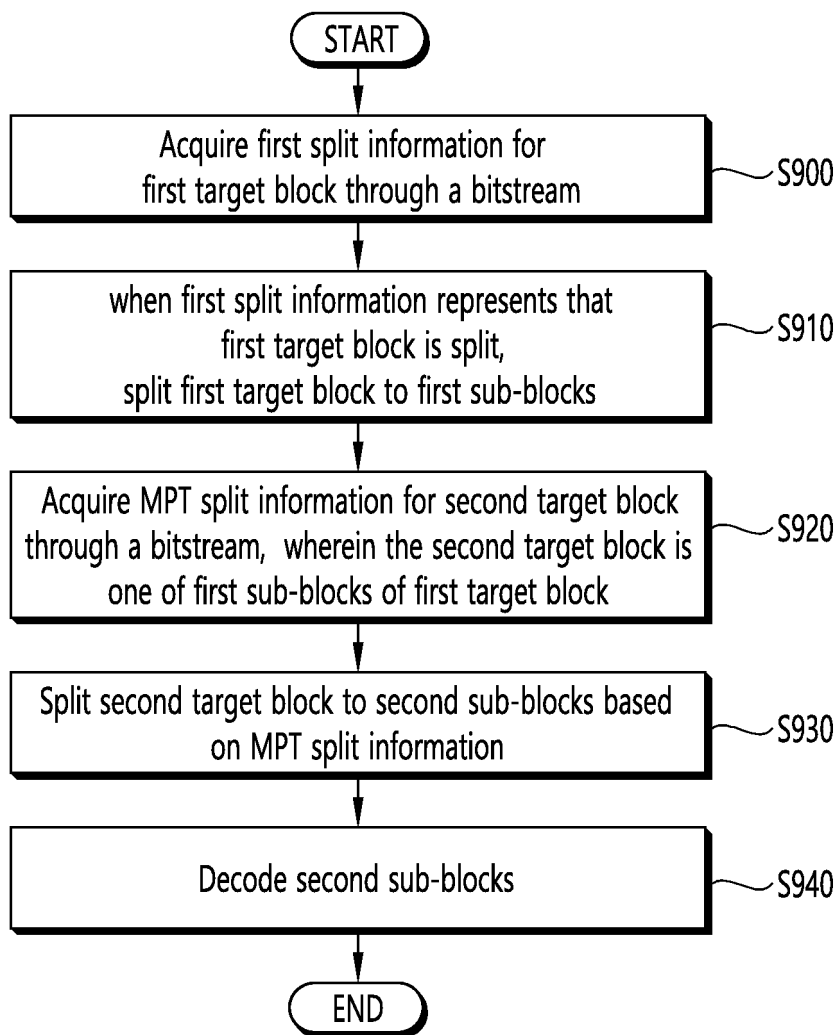 START
Acquire first split information for
first target block through a bitstream
S900
when first split information represents that
first target block is split,
split first target block to first sub-blocks
S910
Acquire MPT split information for second target block
through a bitstream, wherein the second target block is
one of first sub-blocks of first target block
S920
Split second target block to second sub-blocks based
on MPT split information
S930
Decode second sub-blocks
S940
END